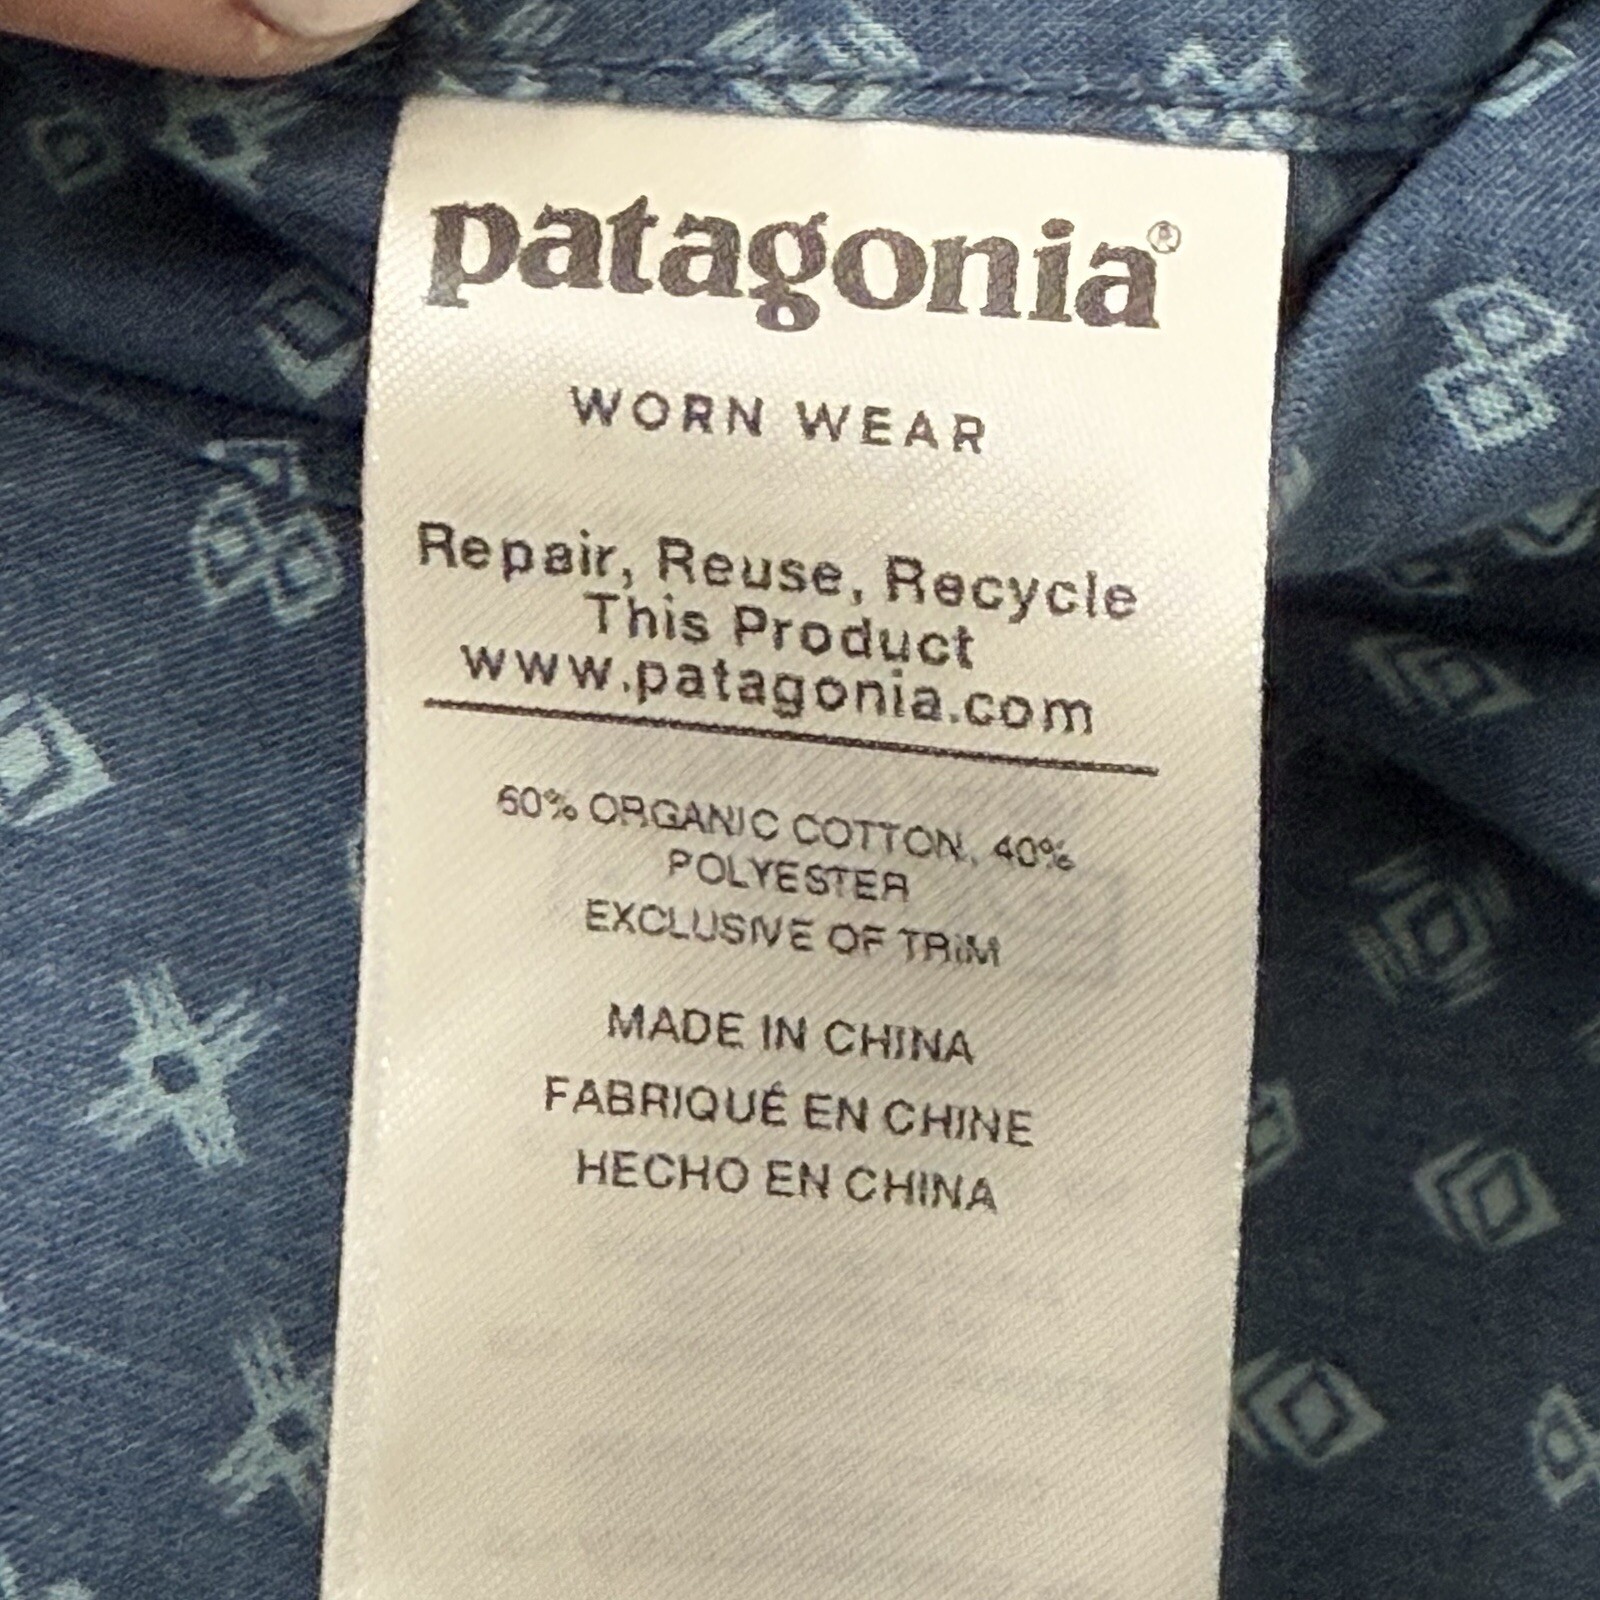 patagonia®
WORN WEAR
Repair, Reuse, Recycle
This Product
www.patagonia.com
60% ORGANIC COTTON, 40%
POLYESTER
EXCLUSIVE OF TRIM
MADE IN CHINA
FABRIQUÉ EN CHINE
HECHO EN CHINA